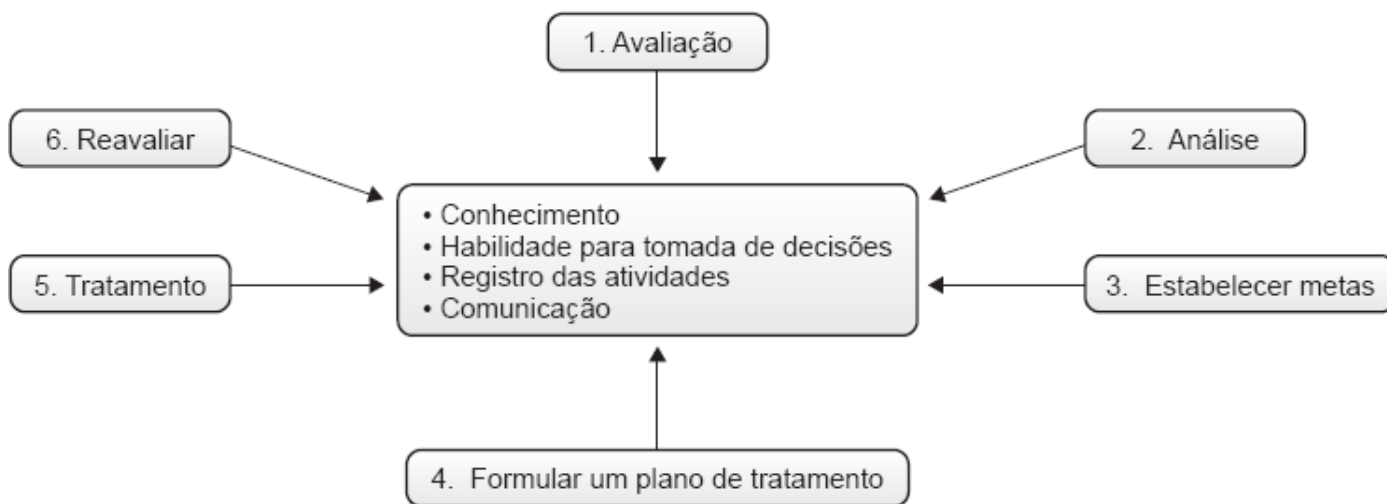 1. Avaliação
6. Reavaliar
2. Análise
• Conhecimento
• Habilidade para tomada de decisões
• Registro das atividades
• Comunicação
5. Tratamento
3. Estabelecer metas
4. Formular um plano de tratamento